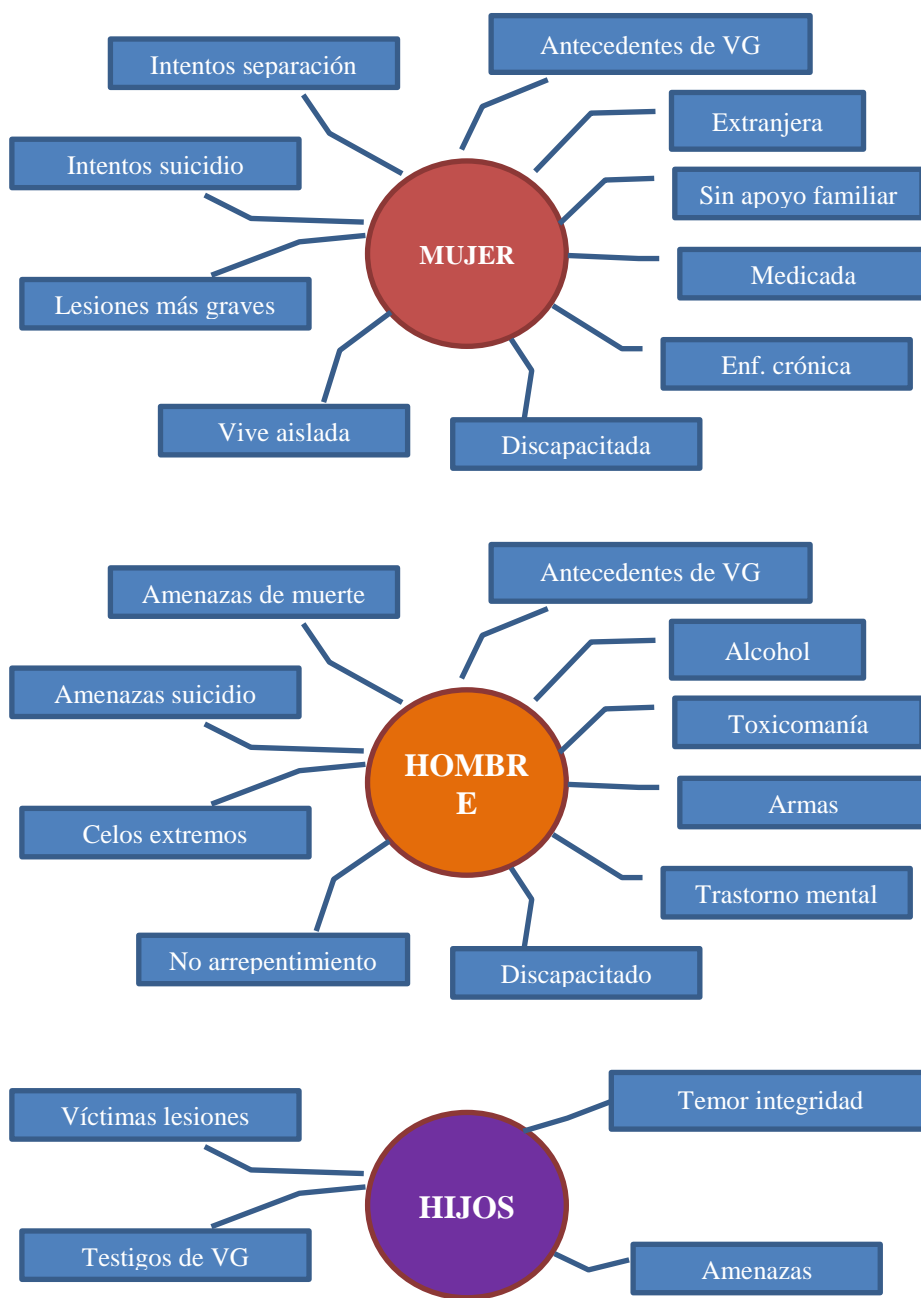 Intentos separación
Antecedentes de VG
Extranjera
Intentos suicidio
Sin apoyo familiar
MUJER
Medicada
Lesiones más graves
Enf. crónica
Vive aislada
Discapacitada
Amenazas de muerte
Antecedentes de VG
Alcohol
Amenazas suicidio
Toxicomanía
HOMBR
E
Armas
Celos extremos
Trastorno mental
No arrepentimiento
Discapacitado
Víctimas lesiones
Temor integridad
HIJOS
Testigos de VG
Amenazas